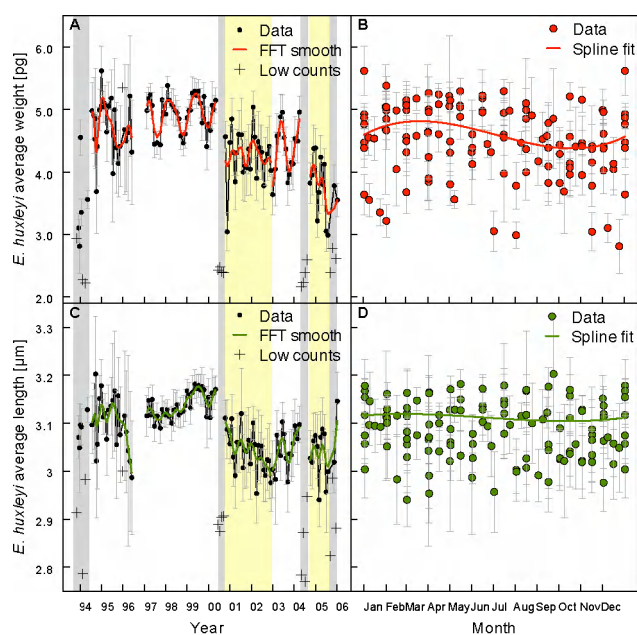 A
Data
FFT smooth
Low counts
B
Data
Spline fit
6.0
5.0
4.0
3.0
2.0
E. huxleyi average weight [pg]
C
Data
FFT smooth
Low counts
D
Data
Spline fit
3.3
3.2
3.1
3
2.9
2.8
E. huxleyi average length [µm]
94 95 96 97 98 99 00 01 02 03 04 05 06
Jan Feb Mar Apr May Jun Jul Aug Sep Oct Nov Dec
Year
Month